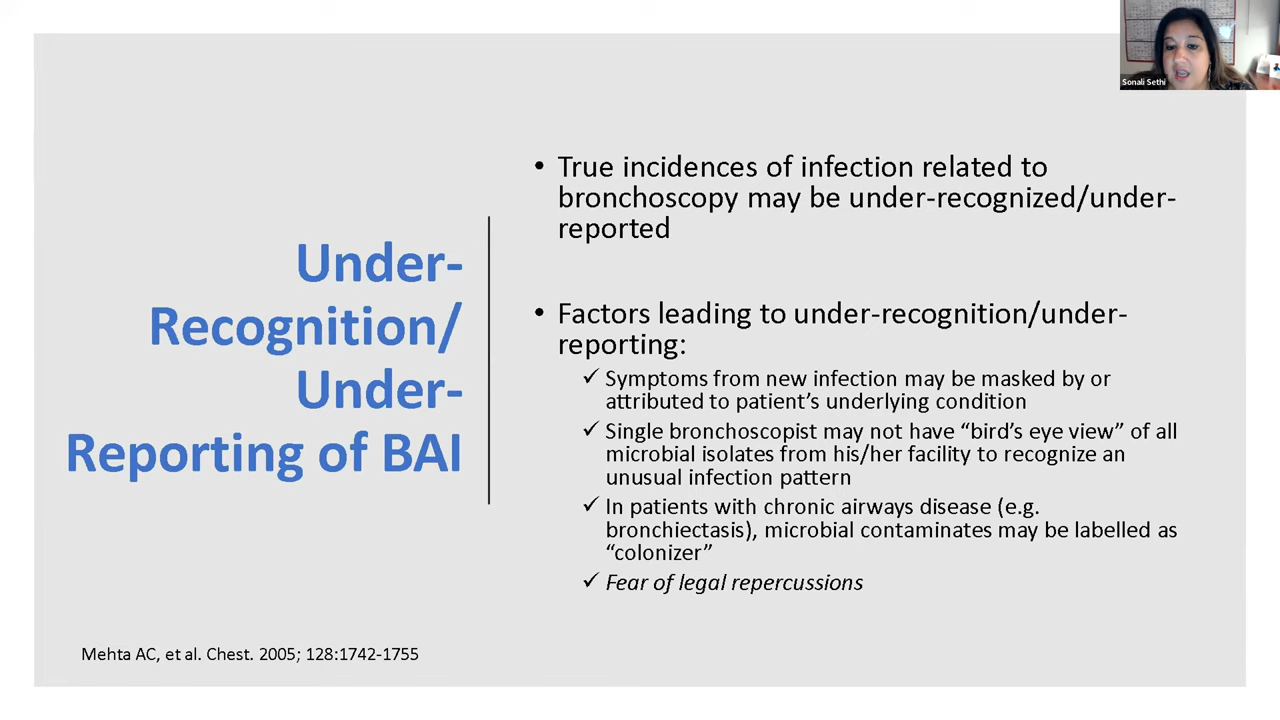 Sonali Sethi
Under-
Recognition/
Under-
Reporting of BAI
• True incidences of infection related to
bronchoscopy may be under-recognized/under-
reported
• Factors leading to under-recognition/under-
reporting:
✓ Symptoms from new infection may be masked by or
attributed to patient’s underlying condition
✓ Single bronchoscopist may not have “bird’s eye view” of all
microbial isolates from his/her facility to recognize an
unusual infection pattern
✓ In patients with chronic airways disease (e.g.
bronchiectasis), microbial contaminates may be labelled as
“colonizer”
✓ Fear of legal repercussions
Mehta AC, et al. Chest. 2005; 128:1742-1755